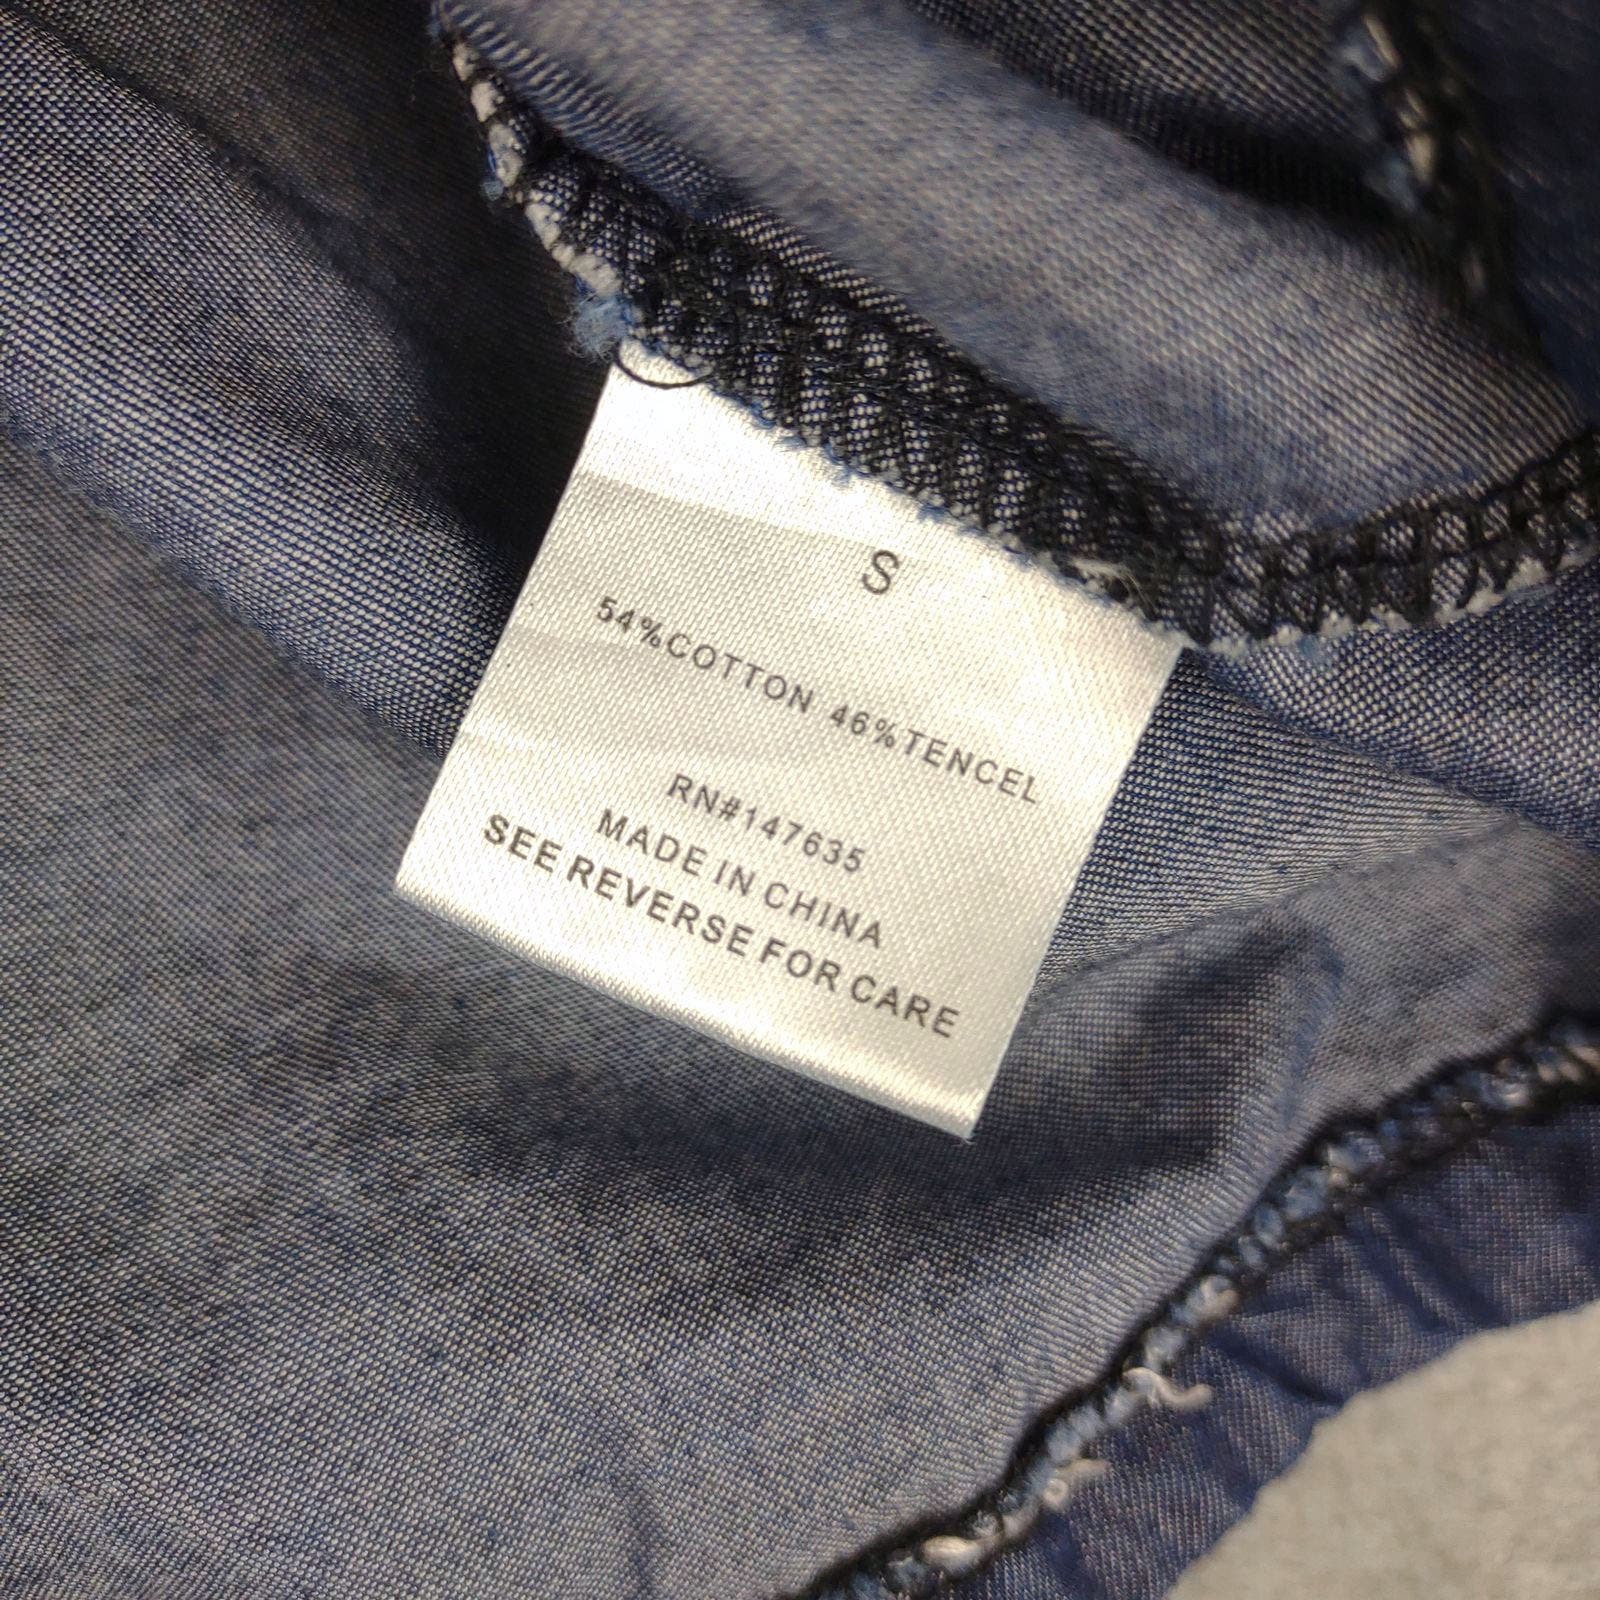 S
54%COTTON 46%TENCEL
RN#147635
MADE IN CHINA
SEE REVERSE FOR CARE